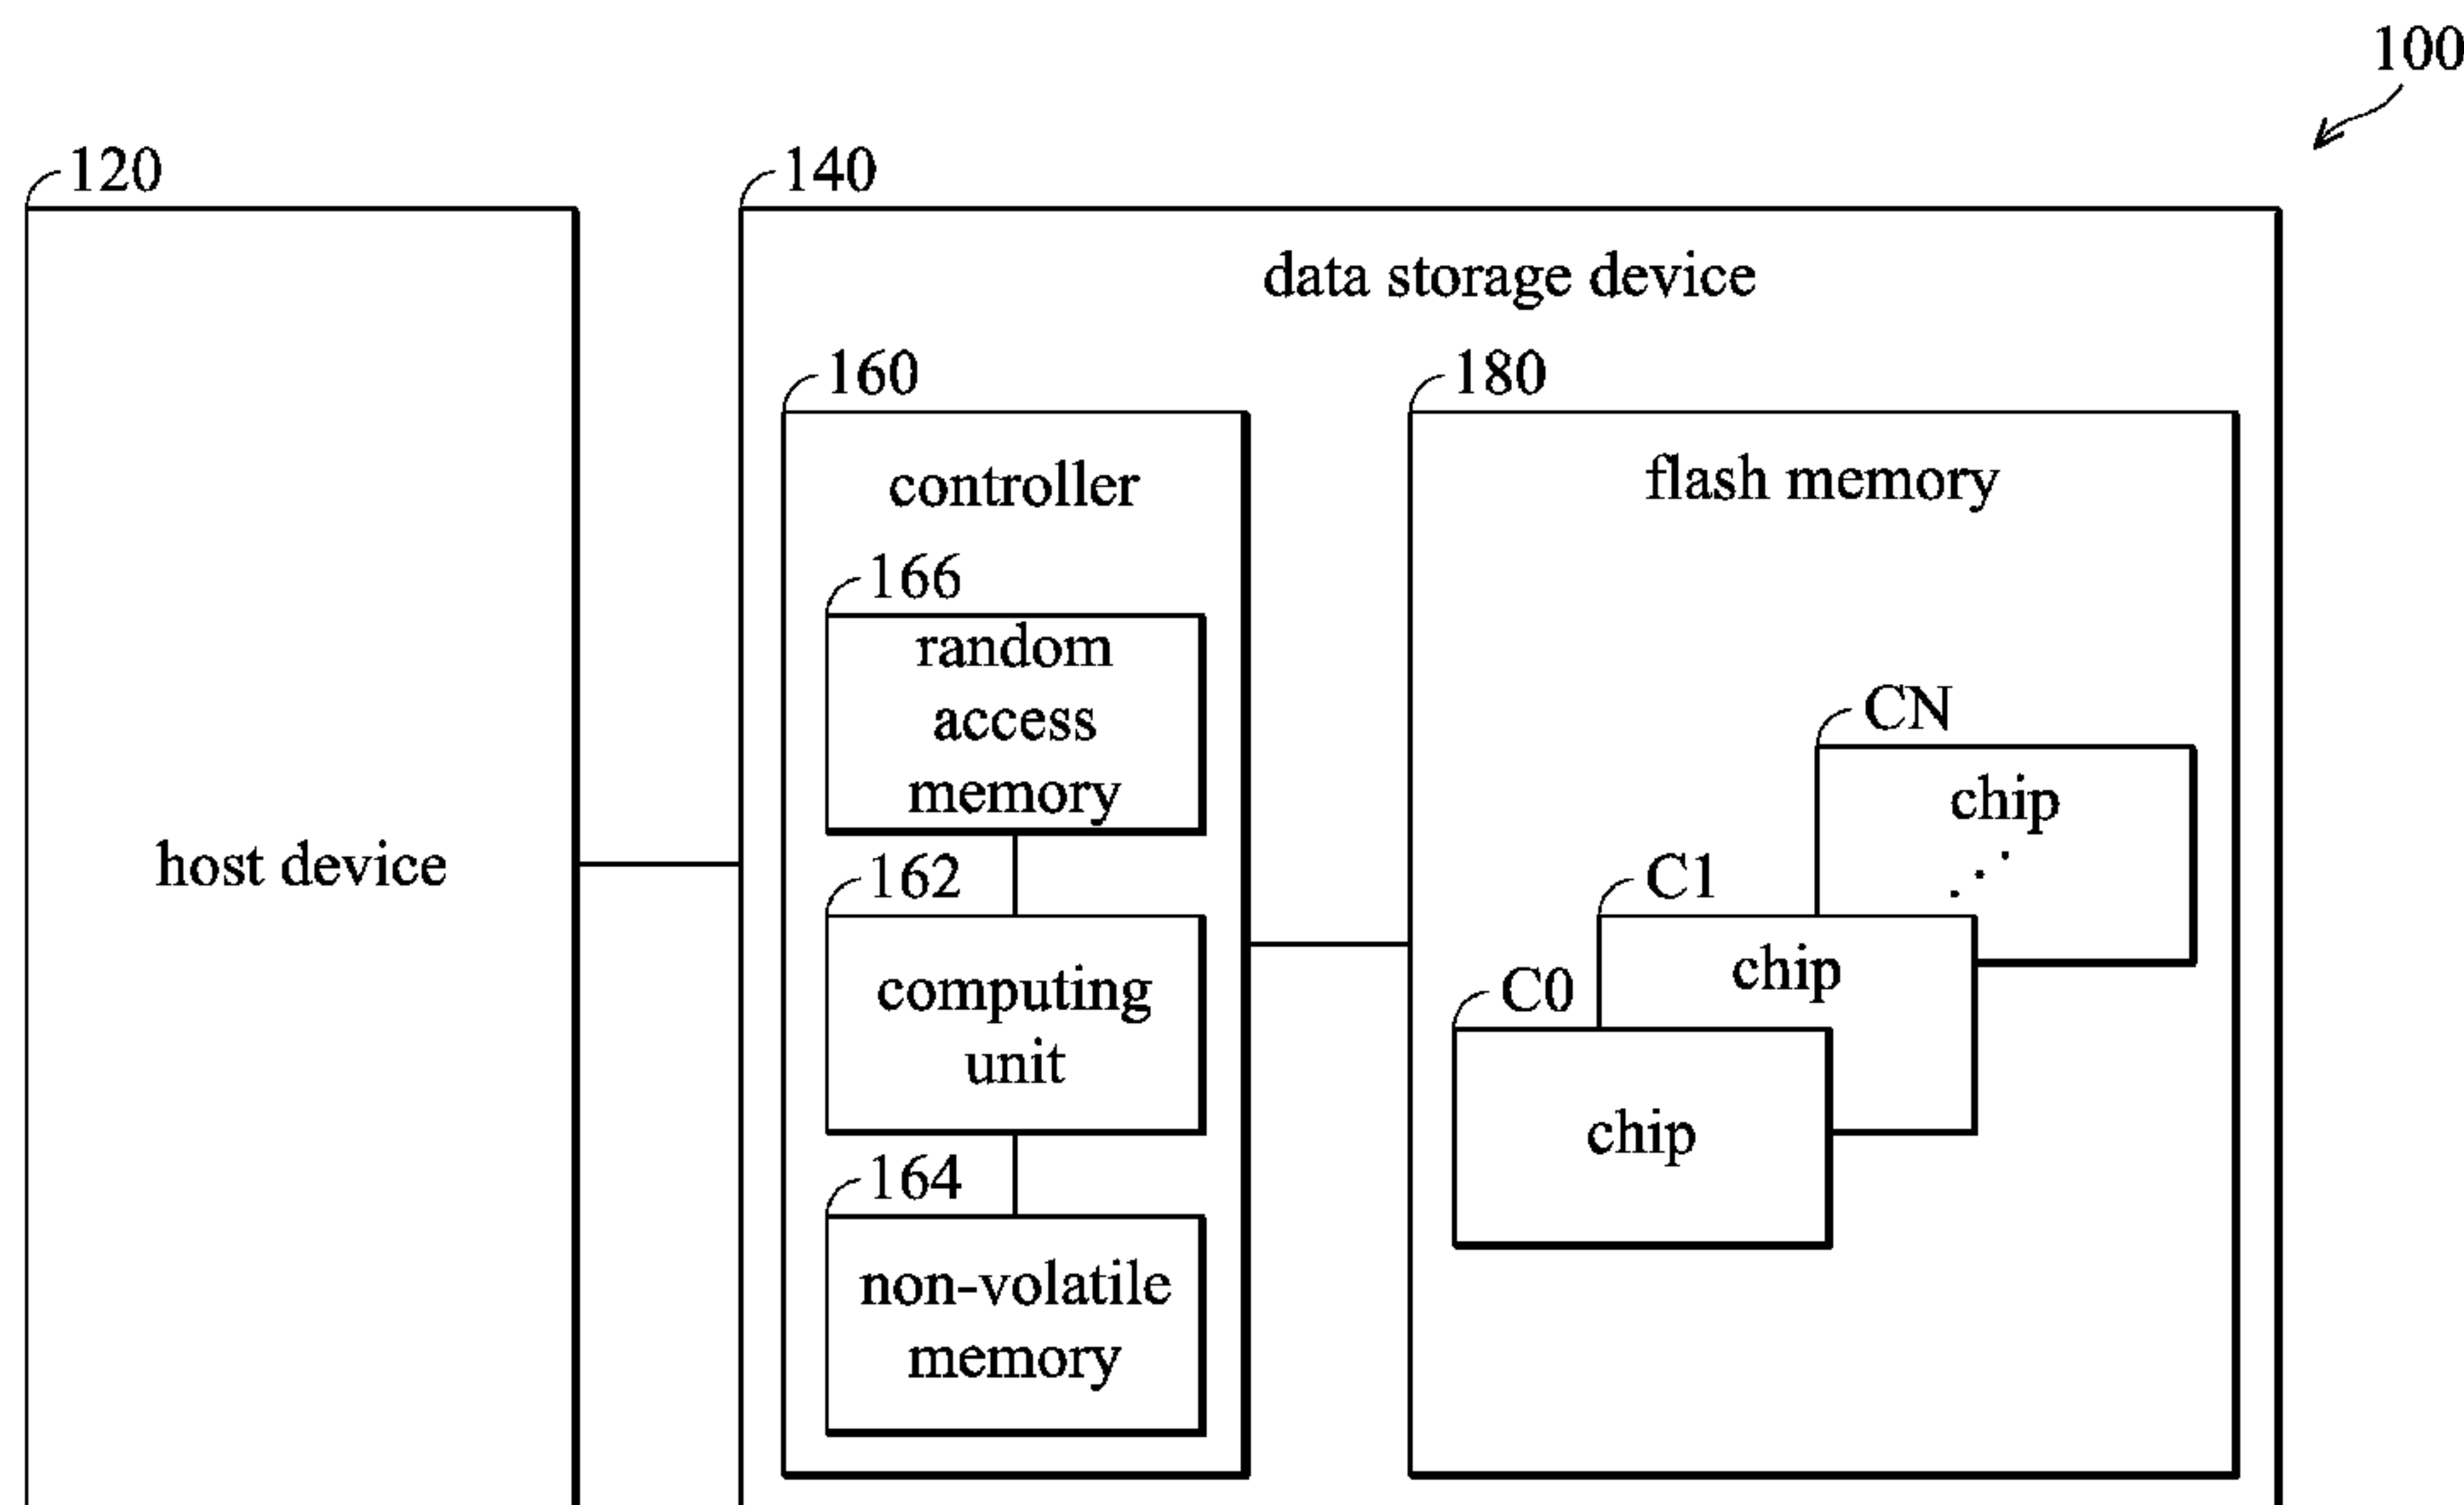 100
120
140
data storage device
160
180
controller
flash memory
166
random
access
memory
CN
chip
host device
162
C1
chip
computing
unit
C0
chip
164
non-volatile
memory